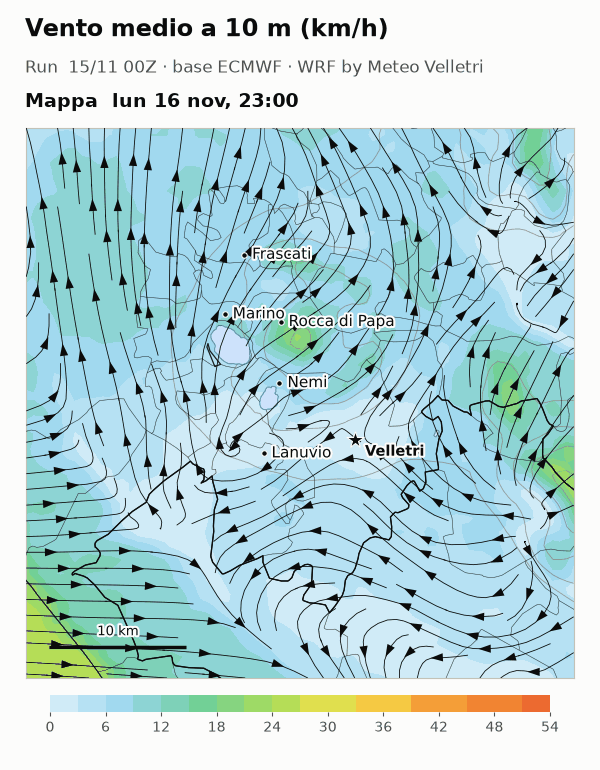 Vento medio a 10 m (km/h)
Run  15/11 00Z · base ECMWF · WRF by Meteo Velletri
Mappa  lun 16 nov, 23:00
Frascati
Marino
Rocca di Papa
Nemi
Velletri
Lanuvio
10 km
0 6 12 18 24 30 36 42 48 54